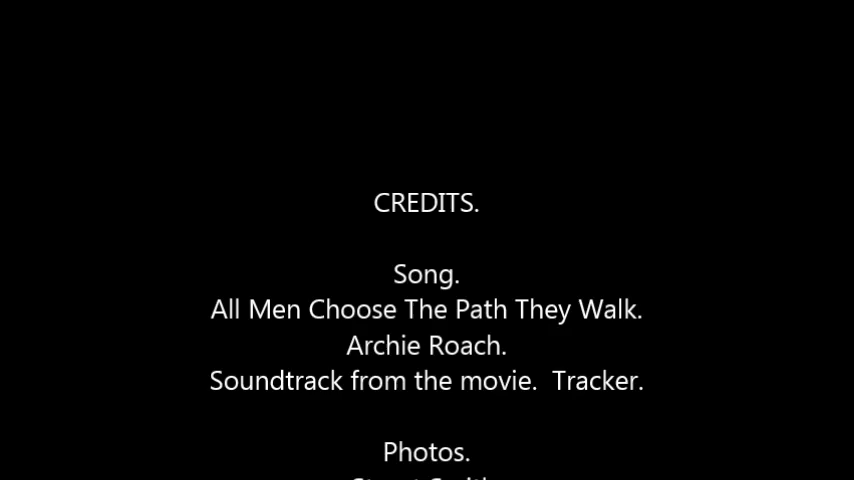 CREDITS.
Song.
All Men Choose The Path They Walk.
Archie Roach.
Soundtrack from the movie.  Tracker.
Photos.